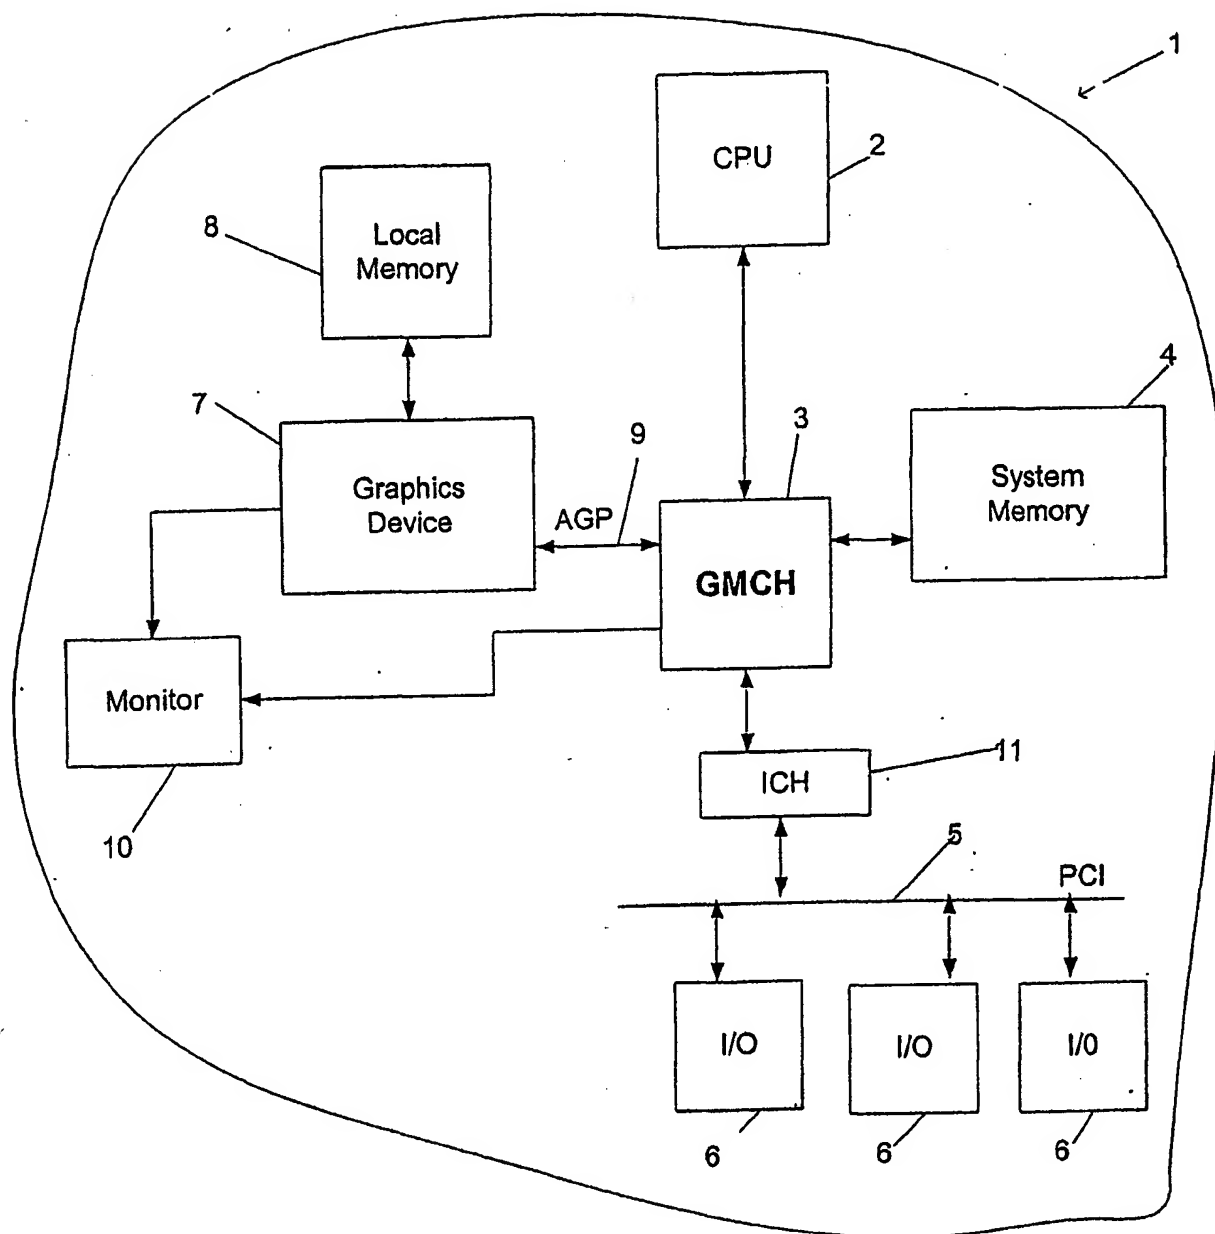 1
CPU
2
Local
Memory
8
4
System
Memory
7
Graphics
Device
9
AGP
3
GMCH
Monitor
10
ICH
11
5
PCI
I/O
I/O
I/0
6
6
6